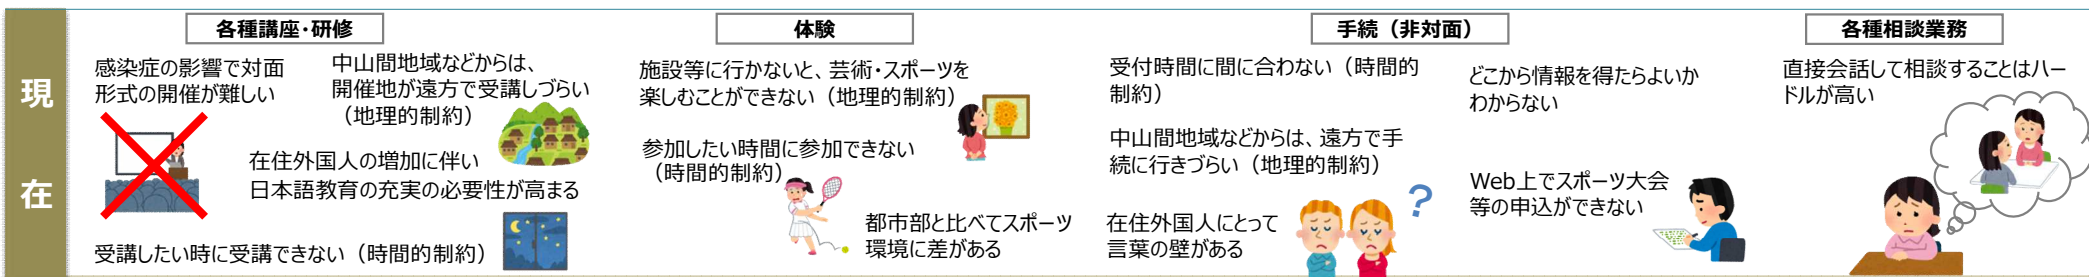 現在
各種講座・研修
感染症の影響で対面
形式の開催が難しい
中山間地域などからは、
開催地が遠方で受講しづらい
（地理的制約）
在住外国人の増加に伴い
日本語教育の充実の必要性が高まる
受講したい時に受講できない（時間的制約）
体験
施設等に行かないと、芸術・スポーツを
楽しむことができない（地理的制約）
参加したい時間に参加できない
（時間的制約）
都市部と比べてスポーツ
環境に差がある
手続（非対面）
受付時間に間に合わない（時間的
制約）
中山間地域などからは、遠方で手
続に行きづらい（地理的制約）
在住外国人にとって
言葉の壁がある
?
どこから情報を得たらよいか
わからない
Web上でスポーツ大会
等の申込ができない
各種相談業務
直接会話して相談することはハー
ドルが高い